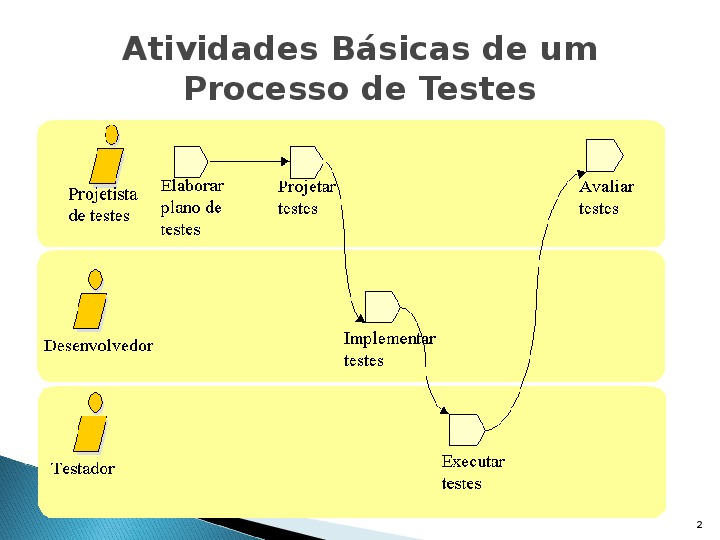 Atividades Básicas de um
Processo de Testes
Projetista
de testes
Elaborar
plano de
testes
Projetar
testes
Avaliar
testes
Desenvolvedor
Implementar
testes
Testador
Executar
testes
2